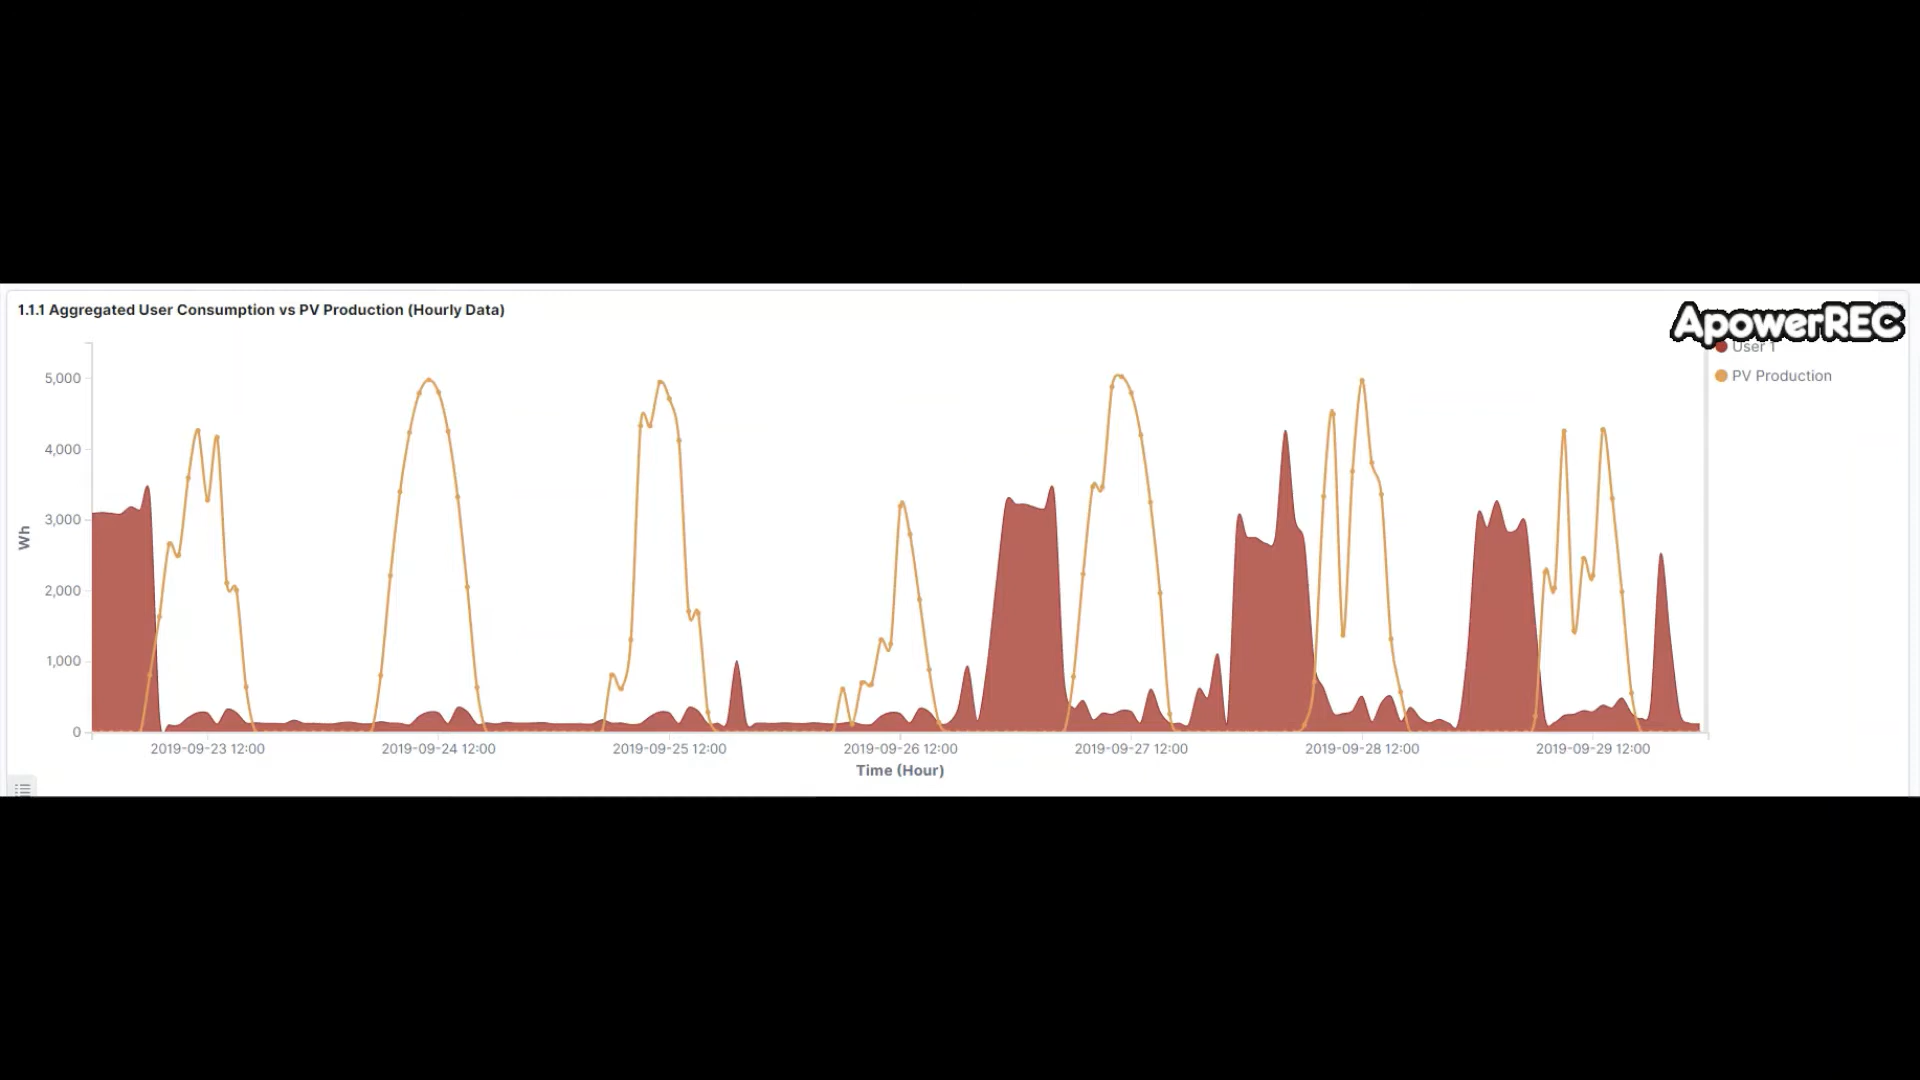 1.1.1 Aggregated User Consumption vs PV Production (Hourly Data)
ApowerREC
User 1
PV Production
5,000
4,000
3,000
2,000
1,000
0
Wh
2019-09-23 12:00
2019-09-24 12:00
2019-09-25 12:00
2019-09-26 12:00
2019-09-27 12:00
2019-09-28 12:00
2019-09-29 12:00
Time (Hour)